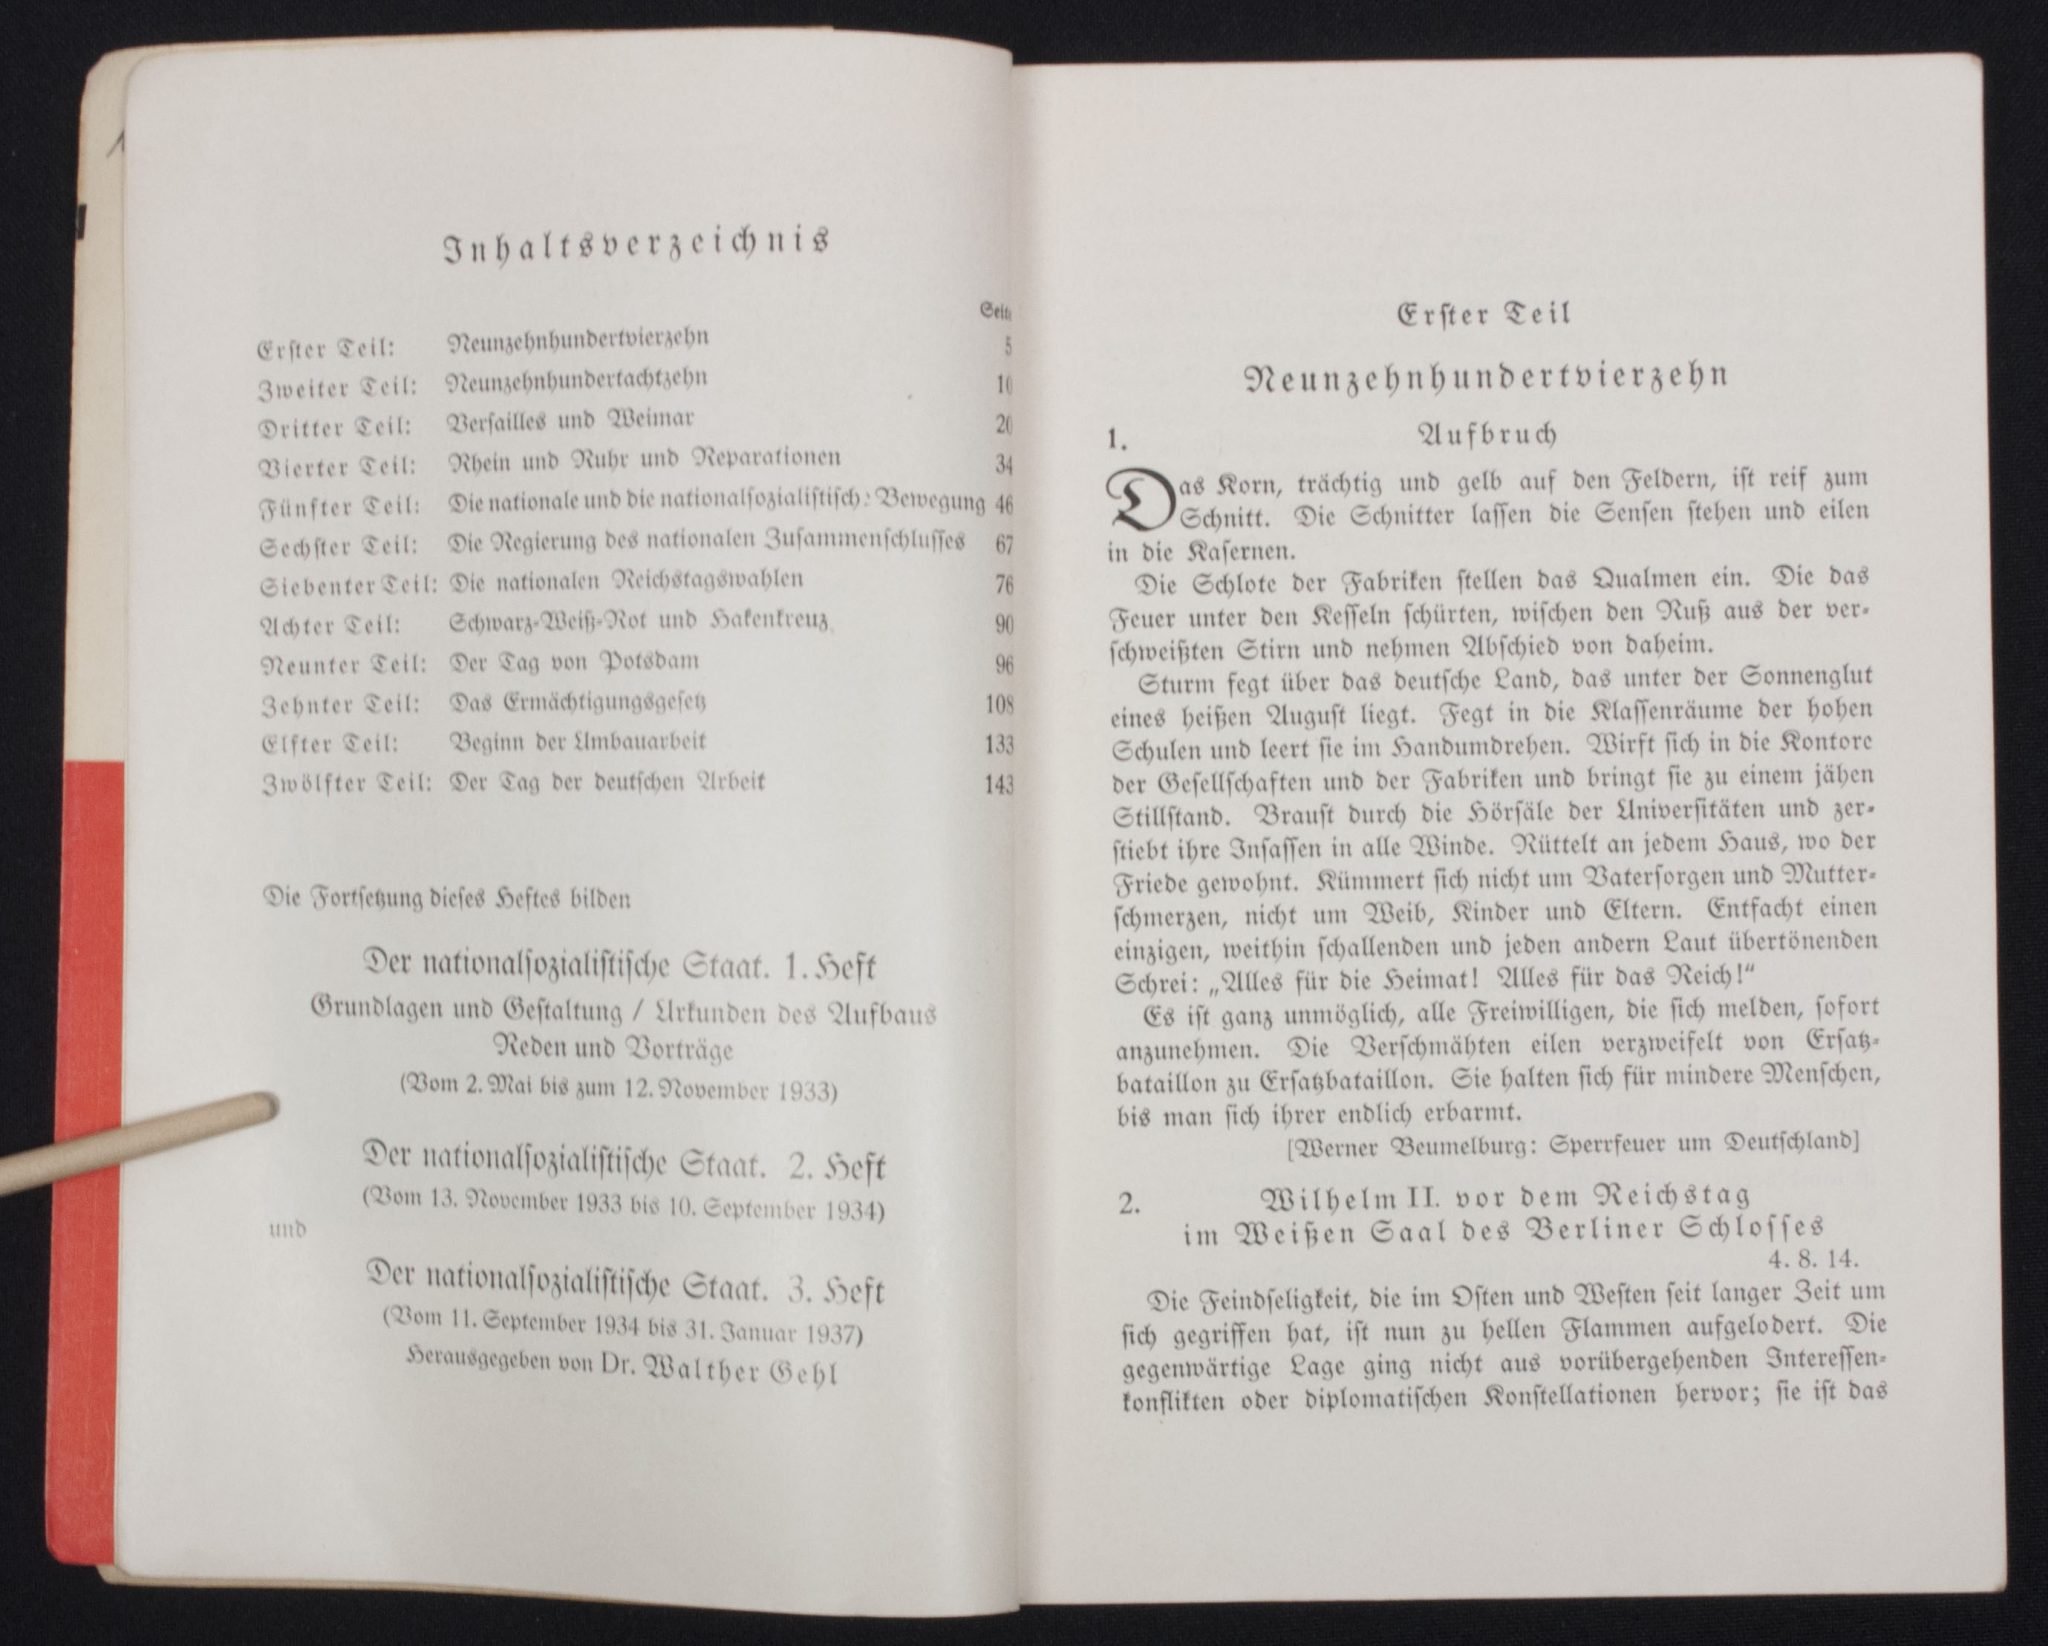 Inhaltsverzeichnis
Seite
Erster Teil: Neunzehnhundertvierzehn 5
Zweiter Teil: Neunzehnhundertachtzehn 10
Dritter Teil: Versailles und Weimar 20
Vierter Teil: Rhein und Ruhr und Reparationen 34
Fünfter Teil: Die nationale und die nationalsozialistische Bewegung 46
Sechster Teil: Die Regierung des nationalen Zusammenschlusses 67
Siebenter Teil: Die nationalen Reichstagswahlen 76
Achter Teil: Schwarz-Weiß-Rot und Hakenkreuz 90
Neunter Teil: Der Tag von Potsdam 96
Zehnter Teil: Das Ermächtigungsgesetz 108
Elfter Teil: Beginn der Umbauarbeit 133
Zwölfter Teil: Der Tag der deutschen Arbeit 143
Die Fortsetzung dieses Heftes bilden
Der nationalsozialistische Staat. 1. Heft
Grundlagen und Gestaltung / Urkunden des Aufbaus
Reden und Vorträge
(Vom 2. Mai bis zum 12. November 1933)
Der nationalsozialistische Staat. 2. Heft
(Vom 13. November 1933 bis 10. September 1934)
und
Der nationalsozialistische Staat. 3. Heft
(Vom 11. September 1934 bis 31. Januar 1937)
Herausgegeben von Dr. Walther Gehl
Erster Teil
Neunzehnhundertvierzehn
1. Aufbruch
Das Korn, trächtig und gelb auf den Feldern, ist reif zum
Schnitt. Die Schnitter lassen die Sensen stehen und eilen
in die Kasernen.
Die Schlote der Fabriken stellen das Qualmen ein. Die das
Feuer unter den Kesseln schürten, wischen den Ruß aus der ver-
schweißten Stirn und nehmen Abschied von daheim.
Sturm fegt über das deutsche Land, das unter der Sonnenglut
eines heißen August liegt. Fegt in die Klassenräume der hohen
Schulen und leert sie im Handumdrehen. Wirft sich in die Kontore
der Gesellschaften und der Fabriken und bringt sie zu einem jähen
Stillstand. Braust durch die Hörsäle der Universitäten und zer-
stiebt ihre Insassen in alle Winde. Rüttelt an jedem Haus, wo der
Friede gewohnt. Kümmert sich nicht um Vatersorgen und Mutter-
schmerzen, nicht um Weib, Kinder und Eltern. Entfacht einen
einzigen, weithin schallenden und jeden andern Laut übertönenden
Schrei: „Alles für die Heimat! Alles für das Reich!“
Es ist ganz unmöglich, alle Freiwilligen, die sich melden, sofort
anzunehmen. Die Verschmähten eilen verzweifelt von Ersatz-
bataillon zu Ersatzbataillon. Sie halten sich für mindere Menschen,
bis man sich ihrer endlich erbarmt.
[Werner Beumelburg: Sperrfeuer um Deutschland]
2. Wilhelm II. vor dem Reichstag
im Weißen Saal des Berliner Schlosses
4. 8. 14.
Die Feindseligkeit, die im Osten und Westen seit langer Zeit um
sich gegriffen hat, ist nun zu hellen Flammen aufgelodert. Die
gegenwärtige Lage ging nicht aus vorübergehenden Interessen-
konflikten oder diplomatischen Konstellationen hervor; sie ist das